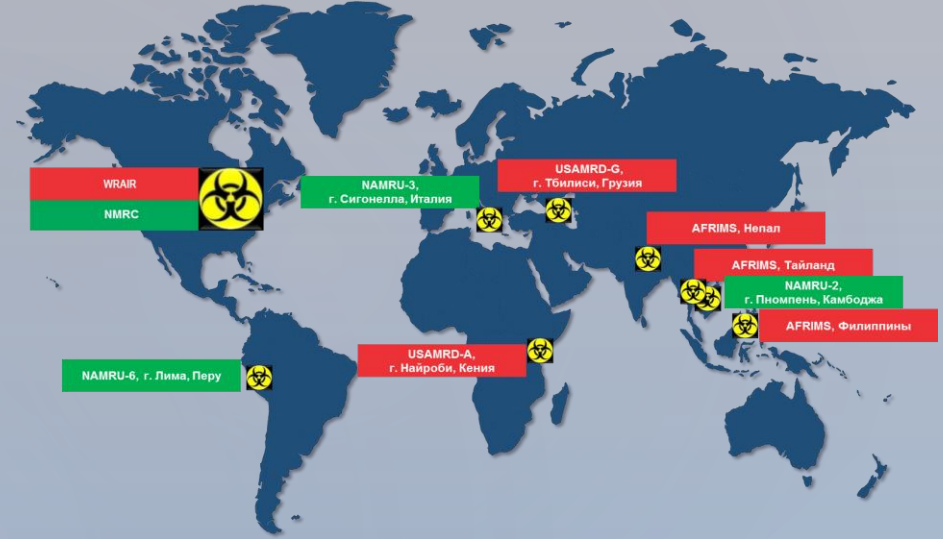 WRAIR
NMRC
NAMRU-3,
г. Сигонелла, Италия
USAMRD-G,
г. Тбилиси, Грузия
AFRIMS, Непал
AFRIMS, Тайланд
NAMRU-2,
г. Пномпень, Камбоджа
AFRIMS, Филиппины
USAMRD-A,
г. Найроби, Кения
NAMRU-6, г. Лима, Перу